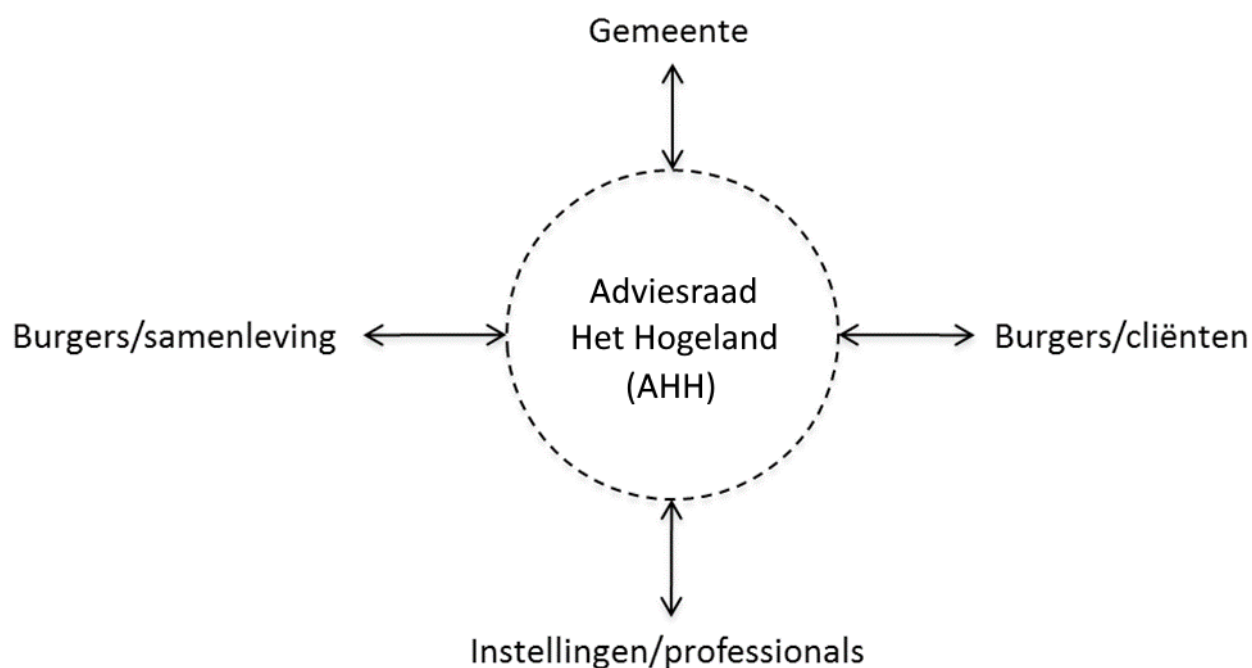 Gemeente
Adviesraad
Het Hogeland
(AHH)
Burgers/samenleving
Burgers/cliënten
Instellingen/professionals